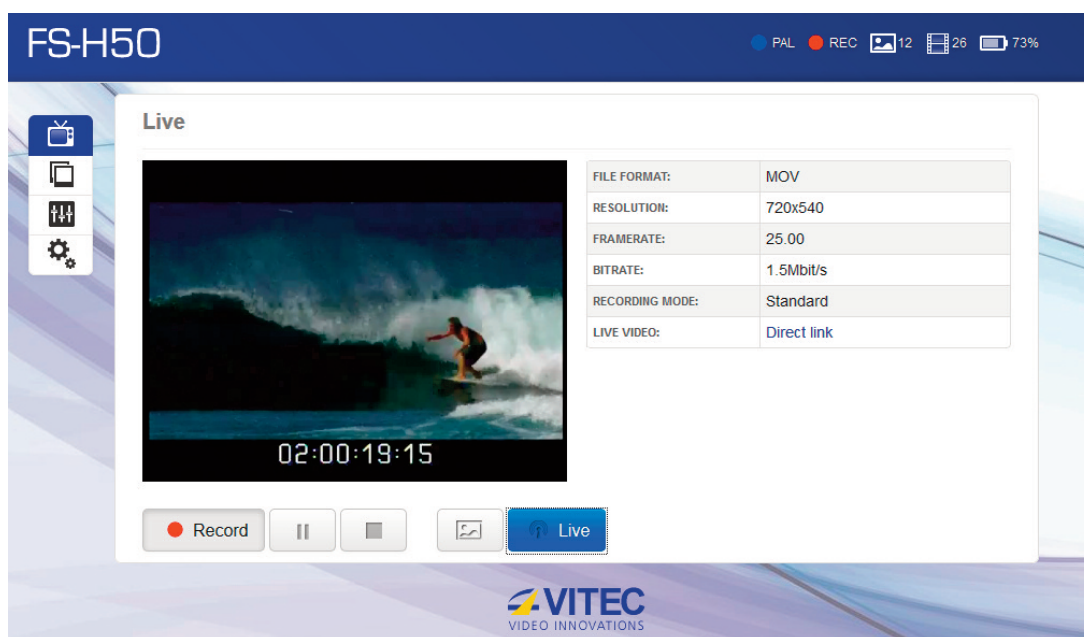 FS-H50
PAL REC 12 26 73%
Live
FILE FORMAT: MOV
RESOLUTION: 720x540
FRAMERATE: 25.00
BITRATE: 1.5Mbit/s
RECORDING MODE: Standard
LIVE VIDEO: Direct link
02:00:19:15
Record Live
VITEC
VIDEO INNOVATIONS